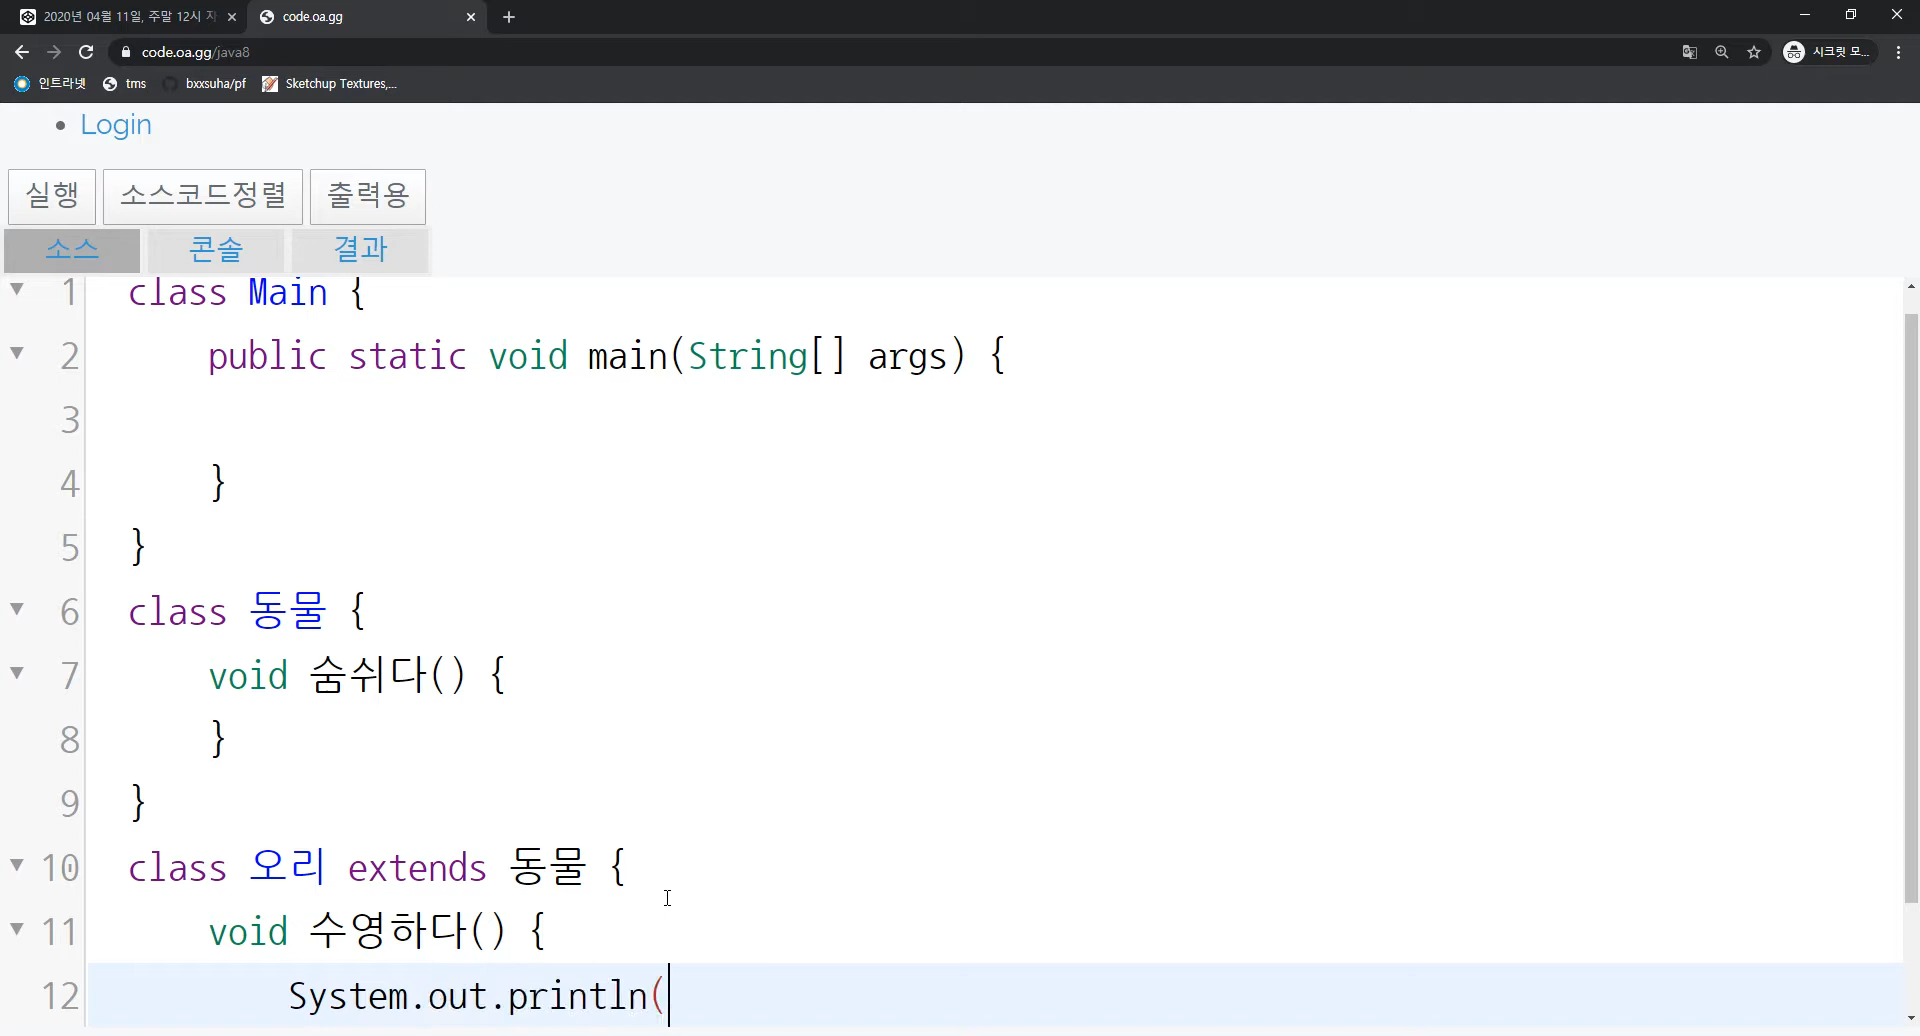 2020년 04월 11일, 주말 12시 자
code.oa.gg
code.oa.gg/java8
시크릿 모...
인트라넷
tms
bxxsuha/pf
Sketchup Textures,...
Login
실행
소스코드정렬
출력용
소스
콘솔
결과
1 class Main {
2 public static void main(String[] args) {
3
4 }
5 }
6 class 동물 {
7 void 숨쉬다() {
8 }
9 }
10 class 오리 extends 동물 {
11 void 수영하다() {
12 System.out.println(